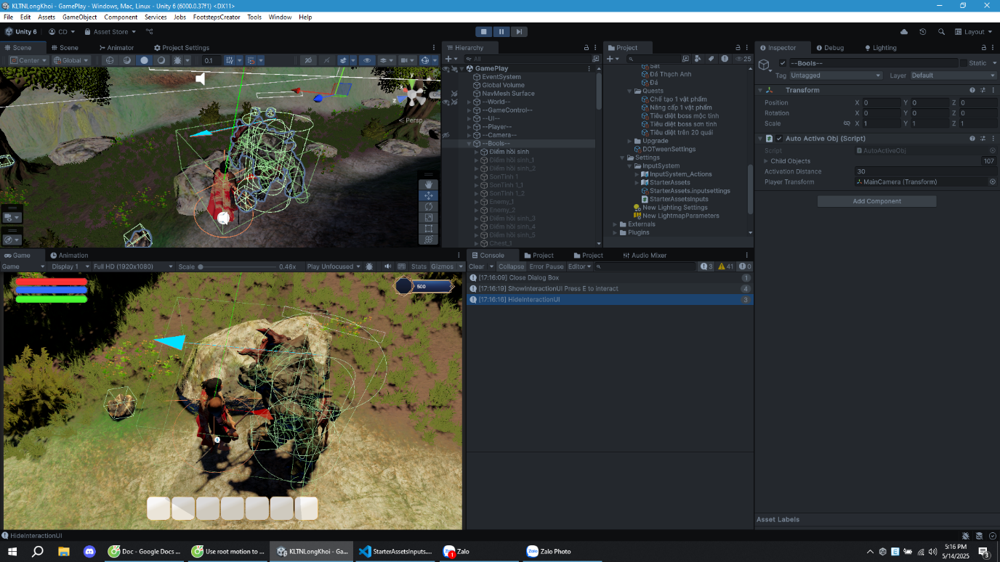 KLTNLongKhoi - GamePlay - Windows, Mac, Linux - Unity 6 (6000.0.37f1) <DX11>
File Edit Assets GameObject Component Services Jobs FootstepsCreator Tools Window Help
Unity 6 CD Asset Store Layout
Scene Scene Animator Project Settings
Center Global 0.1
y
z
< Persp
Hierarchy
All
GamePlay
EventSystem
Global Volume
NavMesh Surface
--World--
--GameControl--
--UI--
--Player--
--Camera--
--Bools--
Điểm hồi sinh
Điểm hồi sinh_1
Điểm hồi sinh_2
SonTinh 1
SonTinh 1_1
SonTinh 1_2
Enemy_1
Enemy_2
Điểm hồi sinh_3
Điểm hồi sinh_4
Điểm hồi sinh_5
Chest_1
Project
25
Sắt
Đá Thạch Anh
Đá
Quests
Chế tạo 1 vật phẩm
Nâng cấp 1 vật phẩm
Tiêu diệt boss mộc tinh
Tiêu diệt boss sơn tinh
Tiêu diệt trên 20 quái
Upgrade
DOTweenSettings
Settings
InputSystem
InputSystem_Actions
StarterAssets
StarterAssets.inputsettings
StarterAssetsInputs
New Lighting Settings
New LightmapParameters
Externals
Plugins
Inspector Debug Lighting
--Bools-- Static
Tag Untagged Layer Default
Transform
Position X 0 Y 0 Z 0
Rotation X 0 Y 0 Z 0
Scale X 1 Y 1 Z 1
Auto Active Obj (Script)
Script AutoActiveObj
Child Objects 107
Activation Distance 30
Player Transform MainCamera (Transform)
Add Component
Asset Labels
Game Animation
Game Display 1 Full HD (1920x1080) Scale 0.46x Play Unfocused Stats Gizmos
500
Console Project Project Audio Mixer
Clear Collapse Error Pause Editor 3 41 0
[17:16:09] Close Dialog Box 1
[17:16:19] ShowInteractionUI Press E to interact 4
[17:16:16] HideInteractionUI 3
HideInteractionUI
Doc - Google Docs ... Use root motion to ... KLTNLongKhoi - Ga... StarterAssetsInputs.... Zalo Zalo Photo
1
5:16 PM
5/14/2025
3